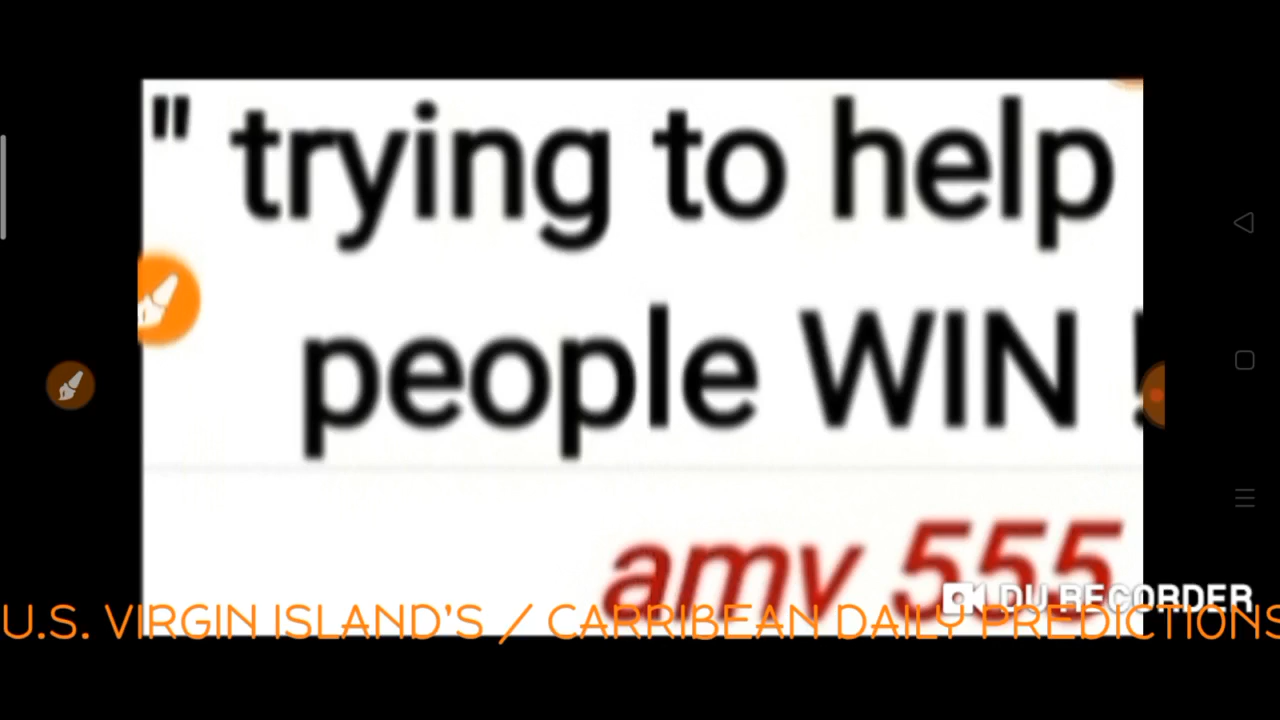 " trying to help
people WIN !
amy 555
DU RECORDER
U.S. VIRGIN ISLAND'S / CARRIBEAN DAILY PREDICTIONS